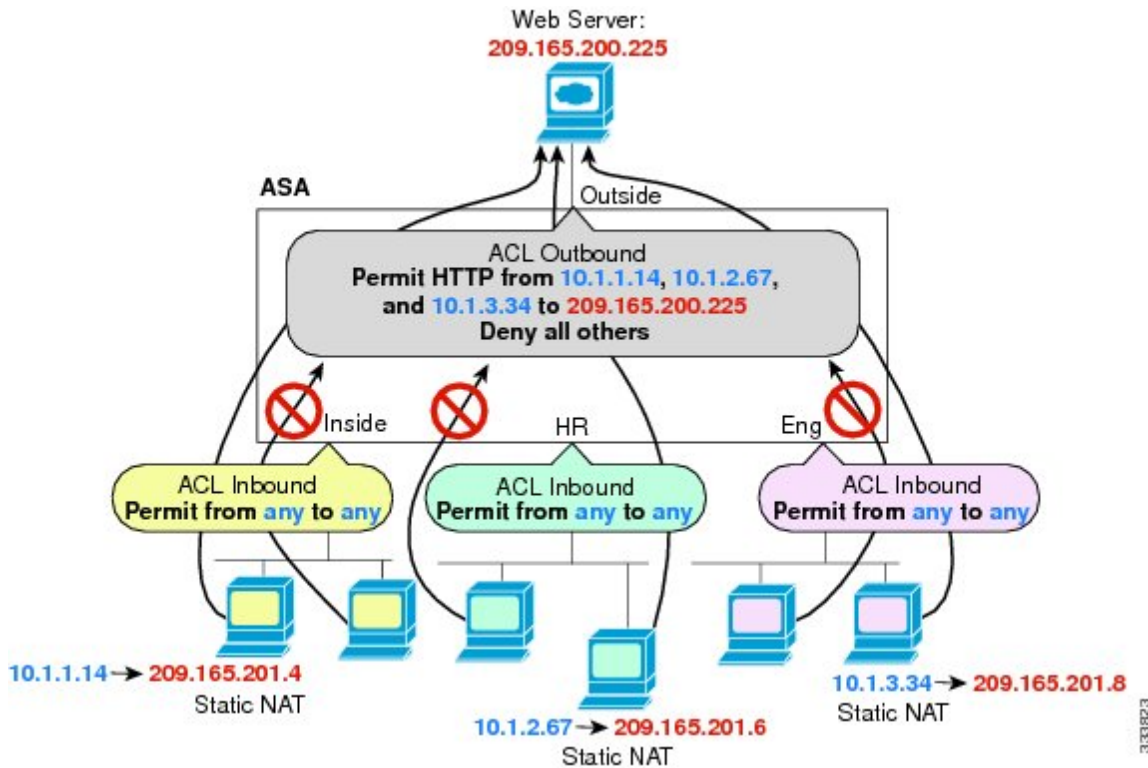 Web Server:
209.165.200.225
ASA
Outside
ACL Outbound
Permit HTTP from 10.1.1.14, 10.1.2.67,
and 10.1.3.34 to 209.165.200.225
Deny all others
Inside
HR
Eng
ACL Inbound
Permit from any to any
ACL Inbound
Permit from any to any
ACL Inbound
Permit from any to any
10.1.1.14 → 209.165.201.4
Static NAT
10.1.2.67 → 209.165.201.6
Static NAT
10.1.3.34 → 209.165.201.8
Static NAT
333823